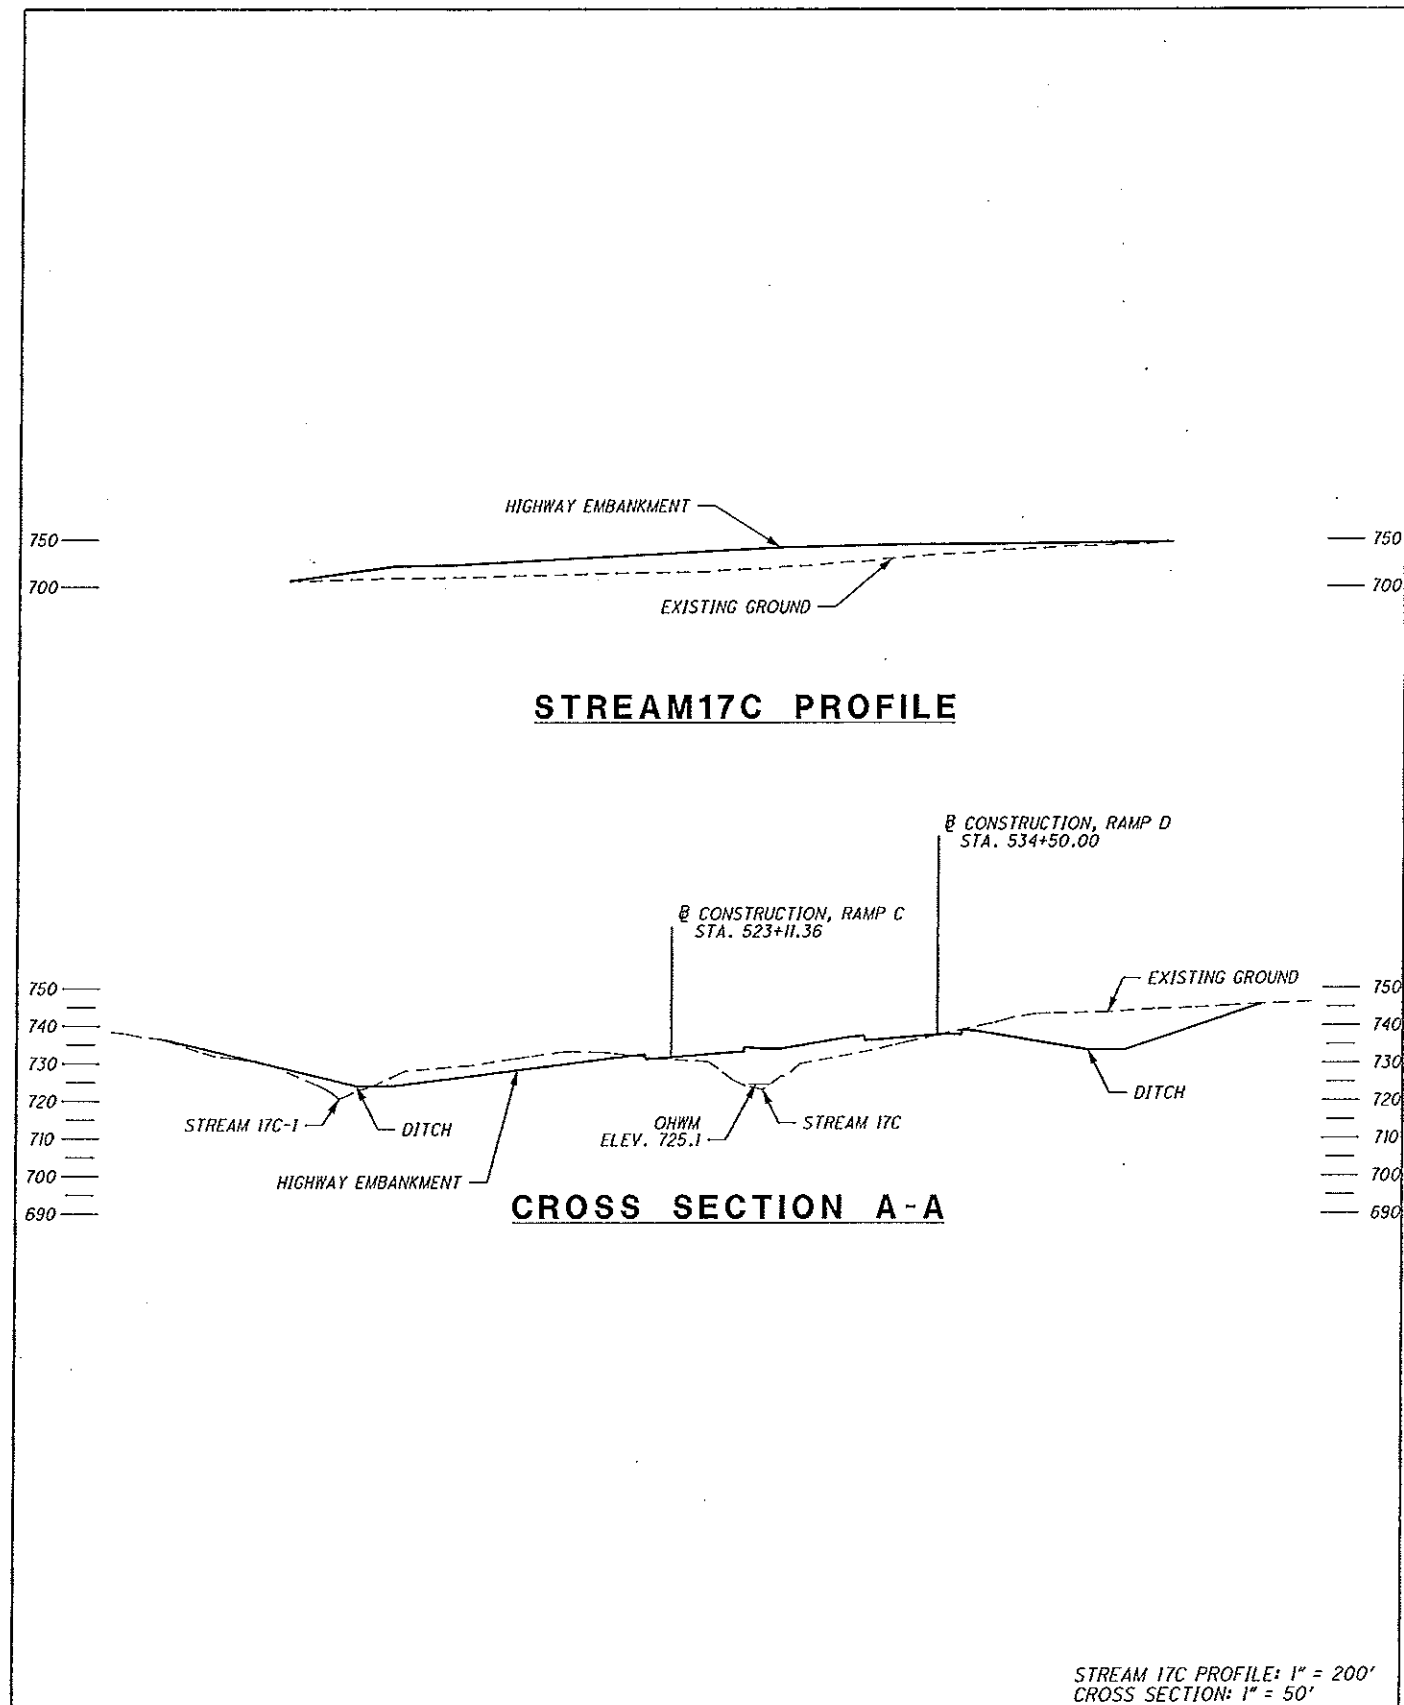 HIGHWAY EMBANKMENT
750 750
700 700
EXISTING GROUND
STREAM17C PROFILE
℄ CONSTRUCTION, RAMP D
STA. 534+50.00
℄ CONSTRUCTION, RAMP C
STA. 523+11.36
EXISTING GROUND
750 750
740 740
730 730
720 720
710 710
700 700
690 690
DITCH
STREAM 17C-1
DITCH
OHWM
ELEV. 725.1
STREAM 17C
HIGHWAY EMBANKMENT
CROSS SECTION A-A
STREAM 17C PROFILE: 1" = 200'
CROSS SECTION: 1" = 50'